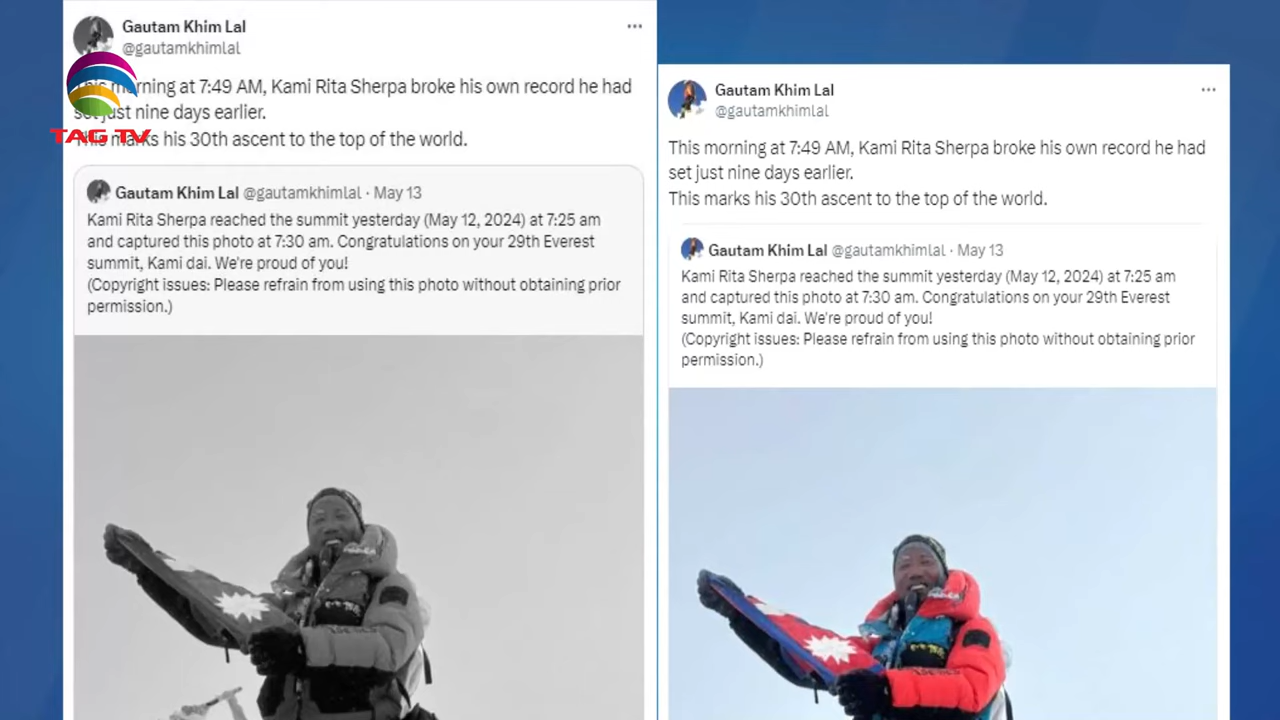 Gautam Khim Lal
@gautamkhimlal
This morning at 7:49 AM, Kami Rita Sherpa broke his own record he had
set just nine days earlier.
This marks his 30th ascent to the top of the world.
TAG TV
Gautam Khim Lal @gautamkhimlal · May 13
Kami Rita Sherpa reached the summit yesterday (May 12, 2024) at 7:25 am
and captured this photo at 7:30 am. Congratulations on your 29th Everest
summit, Kami dai. We're proud of you!
(Copyright issues: Please refrain from using this photo without obtaining prior
permission.)
Gautam Khim Lal
@gautamkhimlal
This morning at 7:49 AM, Kami Rita Sherpa broke his own record he had
set just nine days earlier.
This marks his 30th ascent to the top of the world.
Gautam Khim Lal @gautamkhimlal · May 13
Kami Rita Sherpa reached the summit yesterday (May 12, 2024) at 7:25 am
and captured this photo at 7:30 am. Congratulations on your 29th Everest
summit, Kami dai. We're proud of you!
(Copyright issues: Please refrain from using this photo without obtaining prior
permission.)